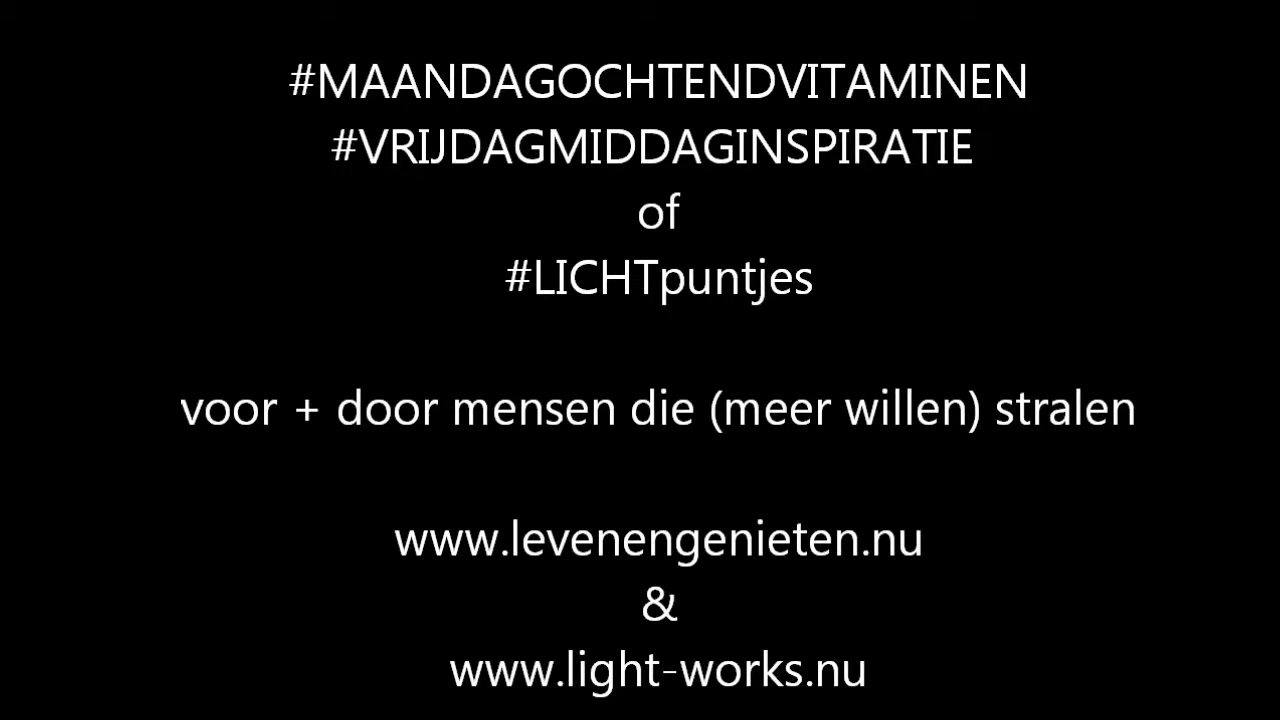 #MAANDAGOCHTENDVITAMINEN
#VRIJDAGMIDDAGINSPIRATIE
of
#LICHTpuntjes
voor + door mensen die (meer willen) stralen
www.levenengenieten.nu
&
www.light-works.nu